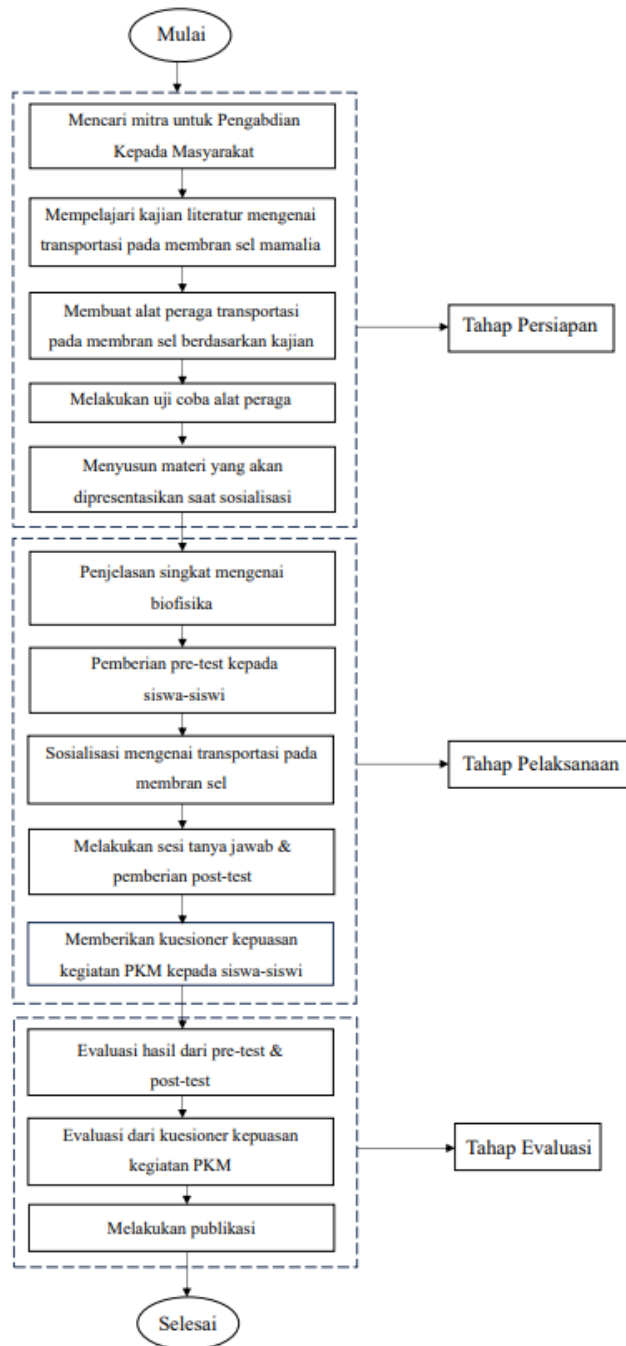 Mulai
Mencari mitra untuk Pengabdian
Kepada Masyarakat
Mempelajari kajian literatur mengenai
transportasi pada membran sel mamalia
Membuat alat peraga transportasi
pada membran sel berdasarkan kajian
Melakukan uji coba alat peraga
Menyusun materi yang akan
dipresentasikan saat sosialisasi
Tahap Persiapan
Penjelasan singkat mengenai
biofisika
Pemberian pre-test kepada
siswa-siswi
Sosialisasi mengenai transportasi pada
membran sel
Melakukan sesi tanya jawab &
pemberian post-test
Memberikan kuesioner kepuasan
kegiatan PKM kepada siswa-siswi
Tahap Pelaksanaan
Evaluasi hasil dari pre-test &
post-test
Evaluasi dari kuesioner kepuasan
kegiatan PKM
Melakukan publikasi
Tahap Evaluasi
Selesai